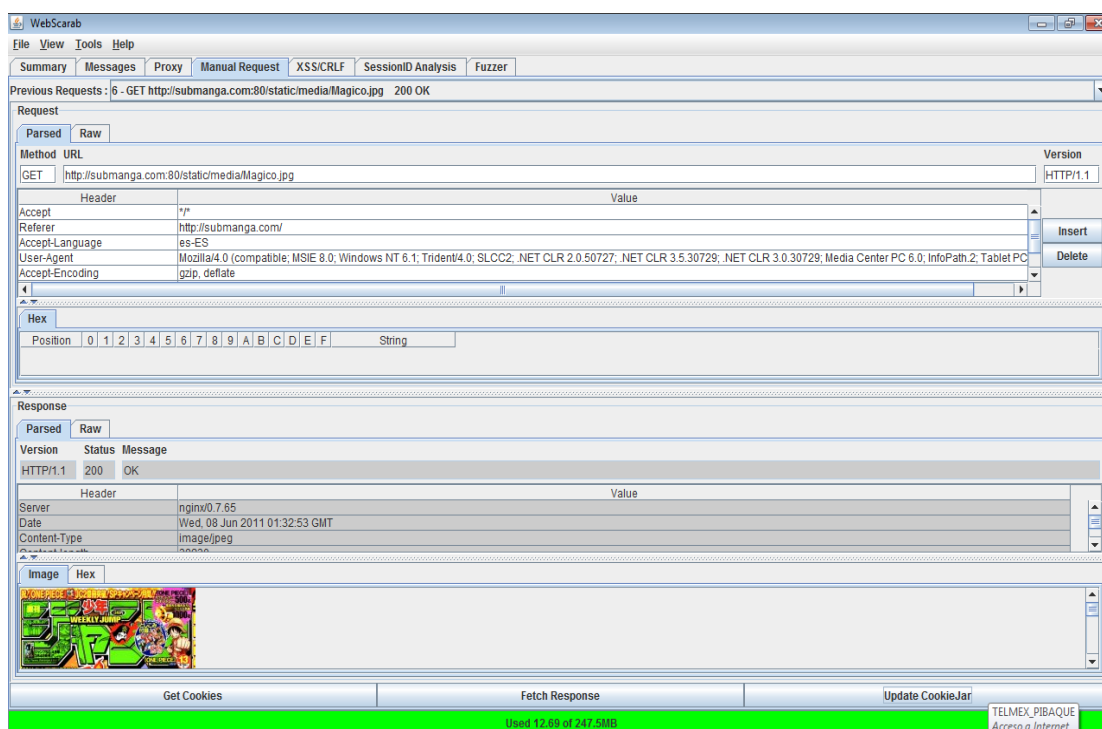 WebScarab
File View Tools Help
Summary Messages Proxy Manual Request XSS/CRLF SessionID Analysis Fuzzer
Previous Requests : 6 - GET http://submanga.com:80/static/media/Magico.jpg 200 OK
Request
Parsed Raw
Method URL Version
GET http://submanga.com:80/static/media/Magico.jpg HTTP/1.1
Header Value
Accept */*
Referer http://submanga.com/
Accept-Language es-ES
User-Agent Mozilla/4.0 (compatible; MSIE 8.0; Windows NT 6.1; Trident/4.0; SLCC2; .NET CLR 2.0.50727; .NET CLR 3.5.30729; .NET CLR 3.0.30729; Media Center PC 6.0; InfoPath.2; Tablet PC
Accept-Encoding gzip, deflate
Insert
Delete
Hex
Position 0 1 2 3 4 5 6 7 8 9 A B C D E F String
Response
Parsed Raw
Version Status Message
HTTP/1.1 200 OK
Header Value
Server nginx/0.7.65
Date Wed, 08 Jun 2011 01:32:53 GMT
Content-Type image/jpeg
Image Hex
少年
WEEKLY JUMP
ジャン
ONE PIECE
Get Cookies Fetch Response Update CookieJar
Used 12.69 of 247.5MB
TELMEX_PIBAQUE
Acceso a Internet